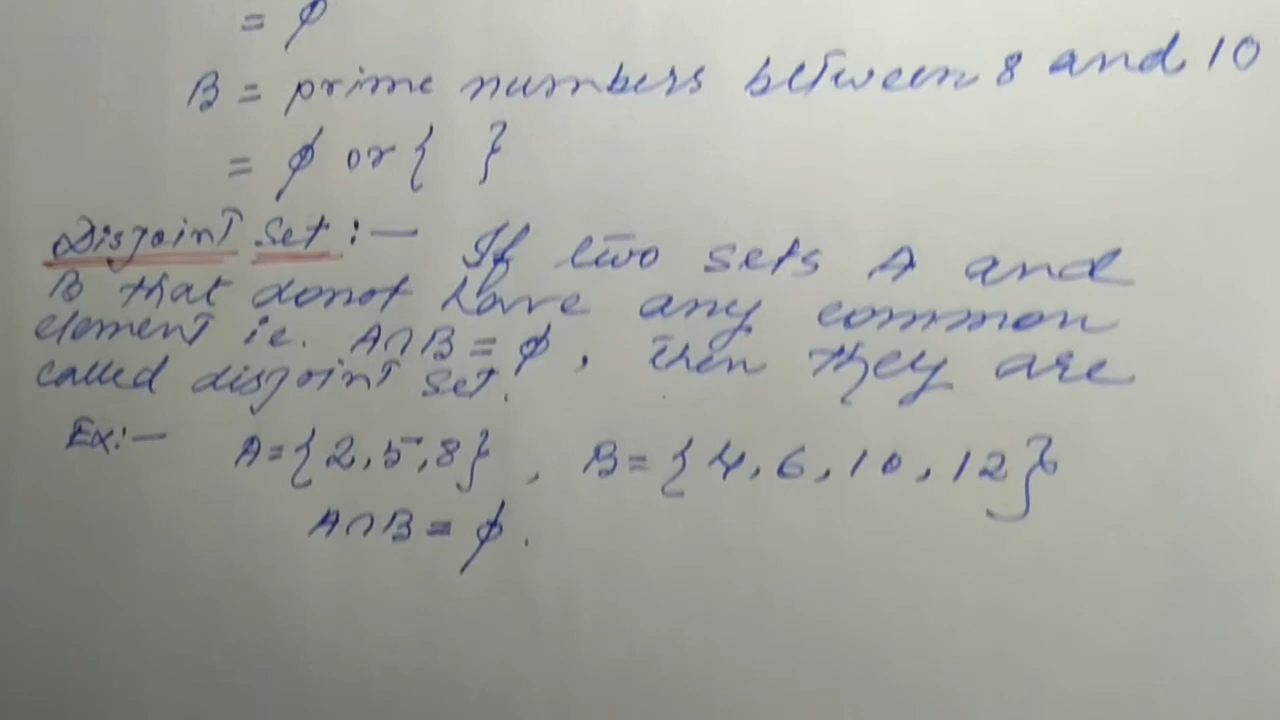 = φ
B = prime numbers between 8 and 10
= φ or { }
Disjoint Set :— If two sets A and
B that donot have any common
element ie. A∩B = φ, then they are
called disjoint set.
Ex:— A = {2, 5, 8}, B = {4, 6, 10, 12}
A∩B = φ.